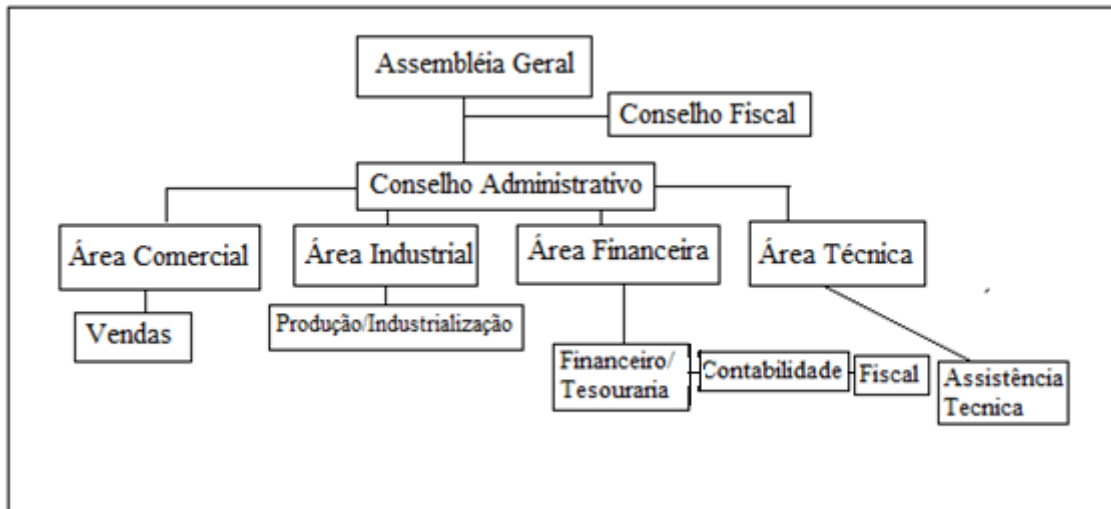 Assembléia Geral
Conselho Fiscal
Conselho Administrativo
Área Comercial
Área Industrial
Área Financeira
Área Técnica
Vendas
Produção/Industrialização
Financeiro/
Tesouraria
Contabilidade
Fiscal
Assistência
Tecnica